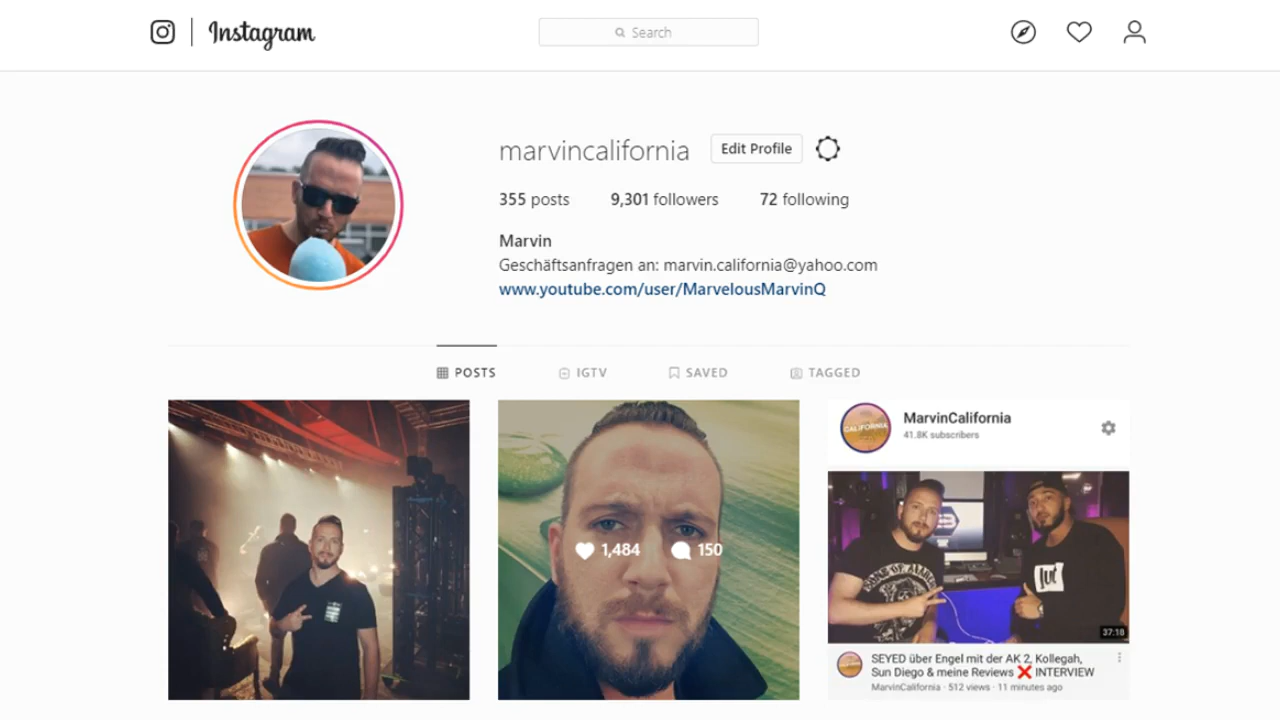 Instagram
Search
marvincalifornia
Edit Profile
355 posts
9,301 followers
72 following
Marvin
Geschäftsanfragen an: marvin.california@yahoo.com
www.youtube.com/user/MarvelousMarvinQ
POSTS
IGTV
SAVED
TAGGED
1,484
150
CALIFORNIA
MarvinCalifornia
41.8K subscribers
37:18
SEYED über Engel mit der AK 2, Kollegah,
Sun Diego & meine Reviews ❌ INTERVIEW
MarvinCalifornia · 512 views · 11 minutes ago